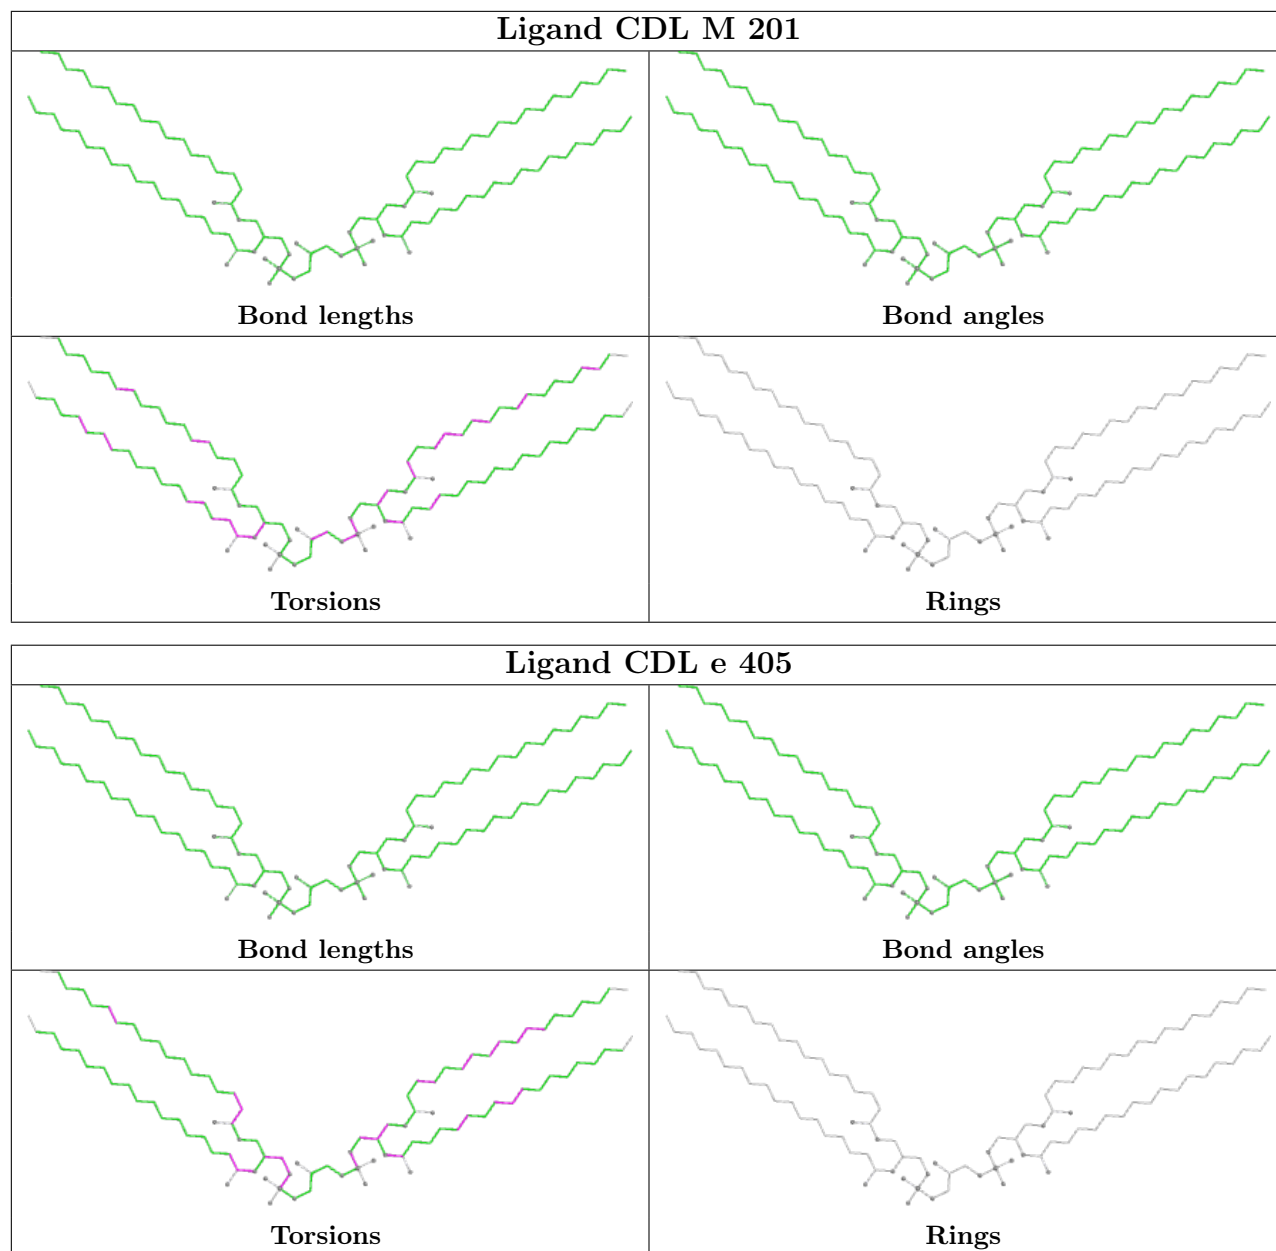 Ligand CDL M 201
Bond lengths
Bond angles
Torsions
Rings
Ligand CDL e 405
Bond lengths
Bond angles
Torsions
Rings